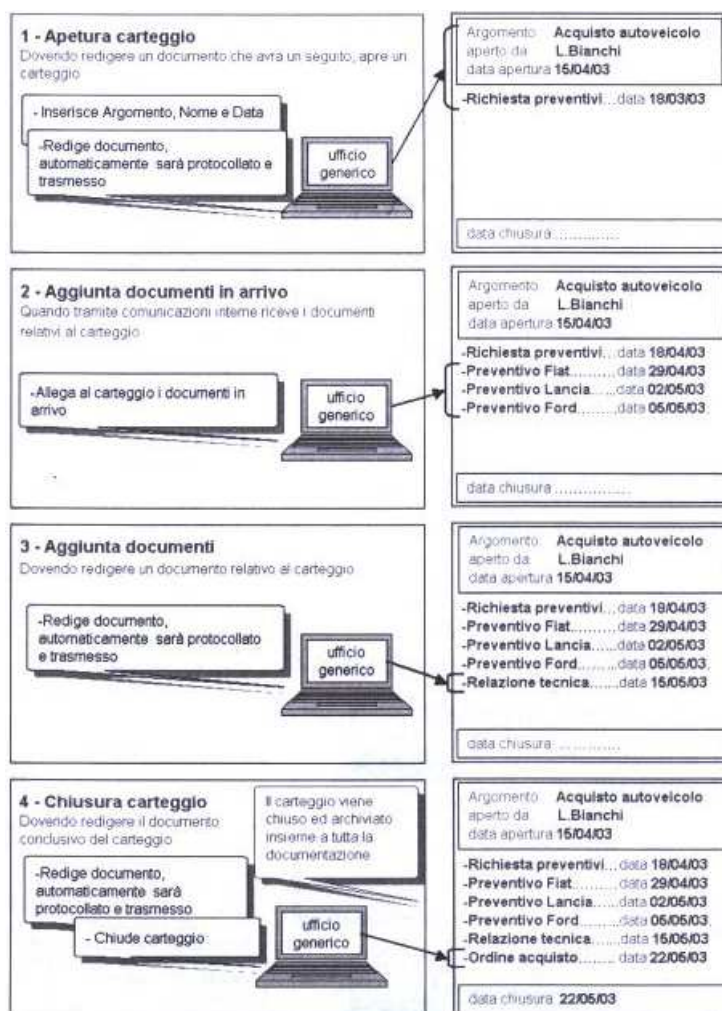 1 - Apetura carteggio
Dovendo redigere un documento che avra un seguito, apre un
carteggio
- Inserisce Argomento, Nome e Data
-Redige documento,
automaticamente sarà protocollato e
trasmesso
ufficio
generico
Argomento Acquisto autoveicolo
aperto da L.Bianchi
data apertura 15/04/03
-Richiesta preventivi...data 18/03/03
data chiusura ..............
2 - Aggiunta documenti in arrivo
Quando tramite comunicazioni interne riceve i documenti
relativi al carteggio
-Allega al carteggio i documenti in
arrivo
ufficio
generico
Argomento Acquisto autoveicolo
aperto da L.Bianchi
data apertura 15/04/03
-Richiesta preventivi...data 18/04/03
-Preventivo Fiat..........data 29/04/03
-Preventivo Lancia......data 02/05/03
-Preventivo Ford........data 05/05/03
data chiusura ................
3 - Aggiunta documenti
Dovendo redigere un documento relativo al carteggio
-Redige documento,
automaticamente sarà protocollato
e trasmesso
ufficio
generico
Argomento Acquisto autoveicolo
aperto da L.Bianchi
data apertura 15/04/03
-Richiesta preventivi...data 18/04/03
-Preventivo Fiat..........data 29/04/03
-Preventivo Lancia......data 02/05/03
-Preventivo Ford........data 05/05/03
-Relazione tecnica......data 15/05/03
data chiusura ..............
4 - Chiusura carteggio
Dovendo redigere il documento
conclusivo del carteggio
Il carteggio viene
chiuso ed archiviato
insieme a tutta la
documentazione
-Redige documento,
automaticamente sarà
protocollato e trasmesso
- Chiude carteggio
ufficio
generico
Argomento Acquisto autoveicolo
aperto da L.Bianchi
data apertura 15/04/03
-Richiesta preventivi...data 18/04/03
-Preventivo Fiat..........data 29/04/03
-Preventivo Lancia......data 02/05/03
-Preventivo Ford........data 05/05/03
-Relazione tecnica......data 15/05/03
-Ordine acquisto........data 22/05/03
data chiusura 22/05/03